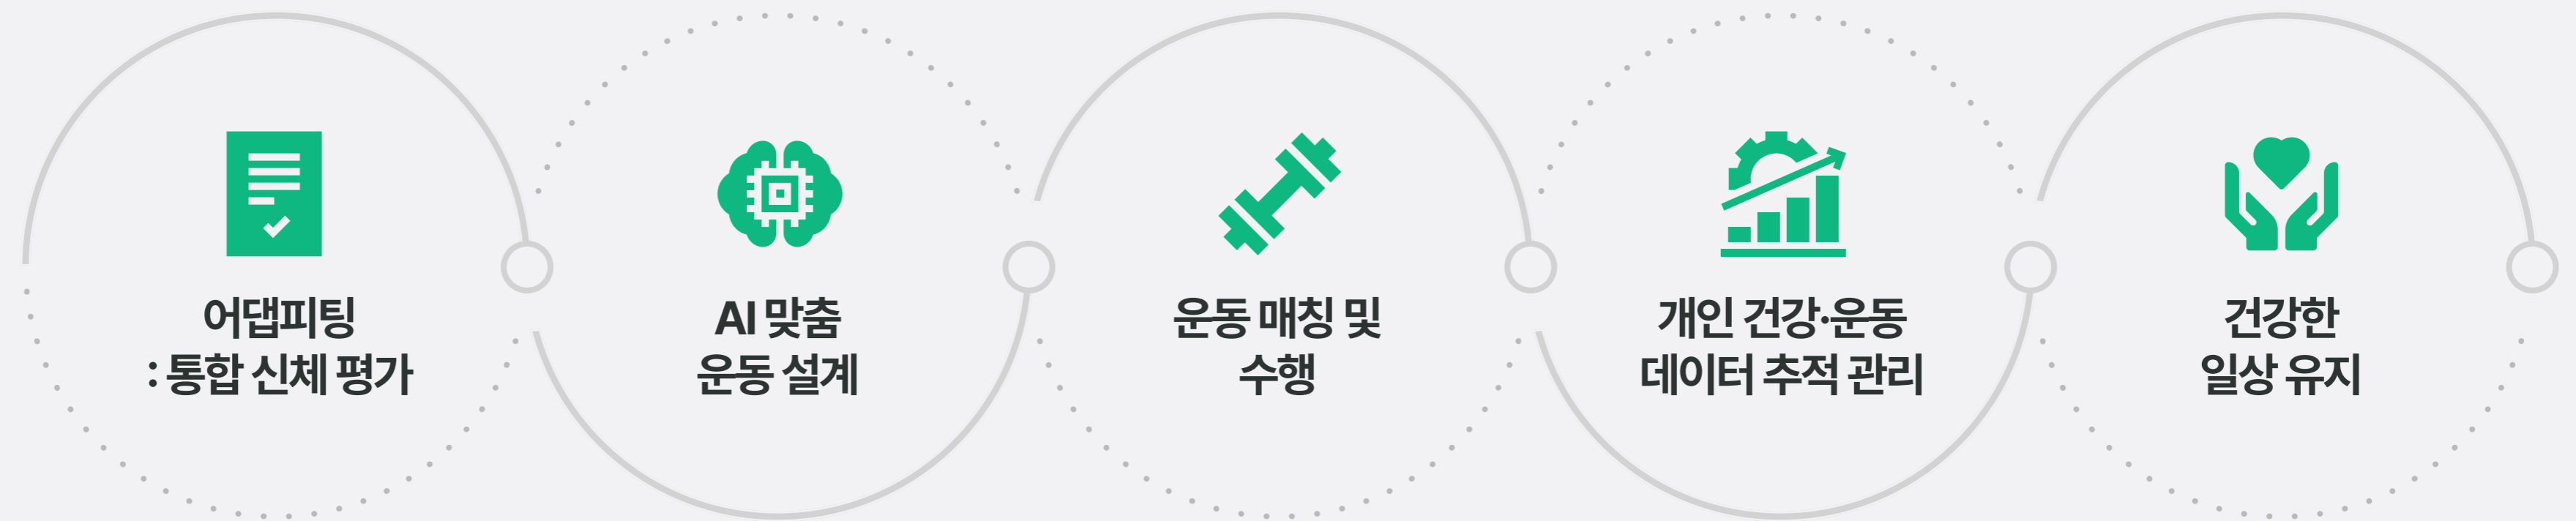 어댑피팅
: 통합 신체 평가
AI 맞춤
운동 설계
운동 매칭 및
수행
개인 건강·운동
데이터 추적 관리
건강한
일상 유지